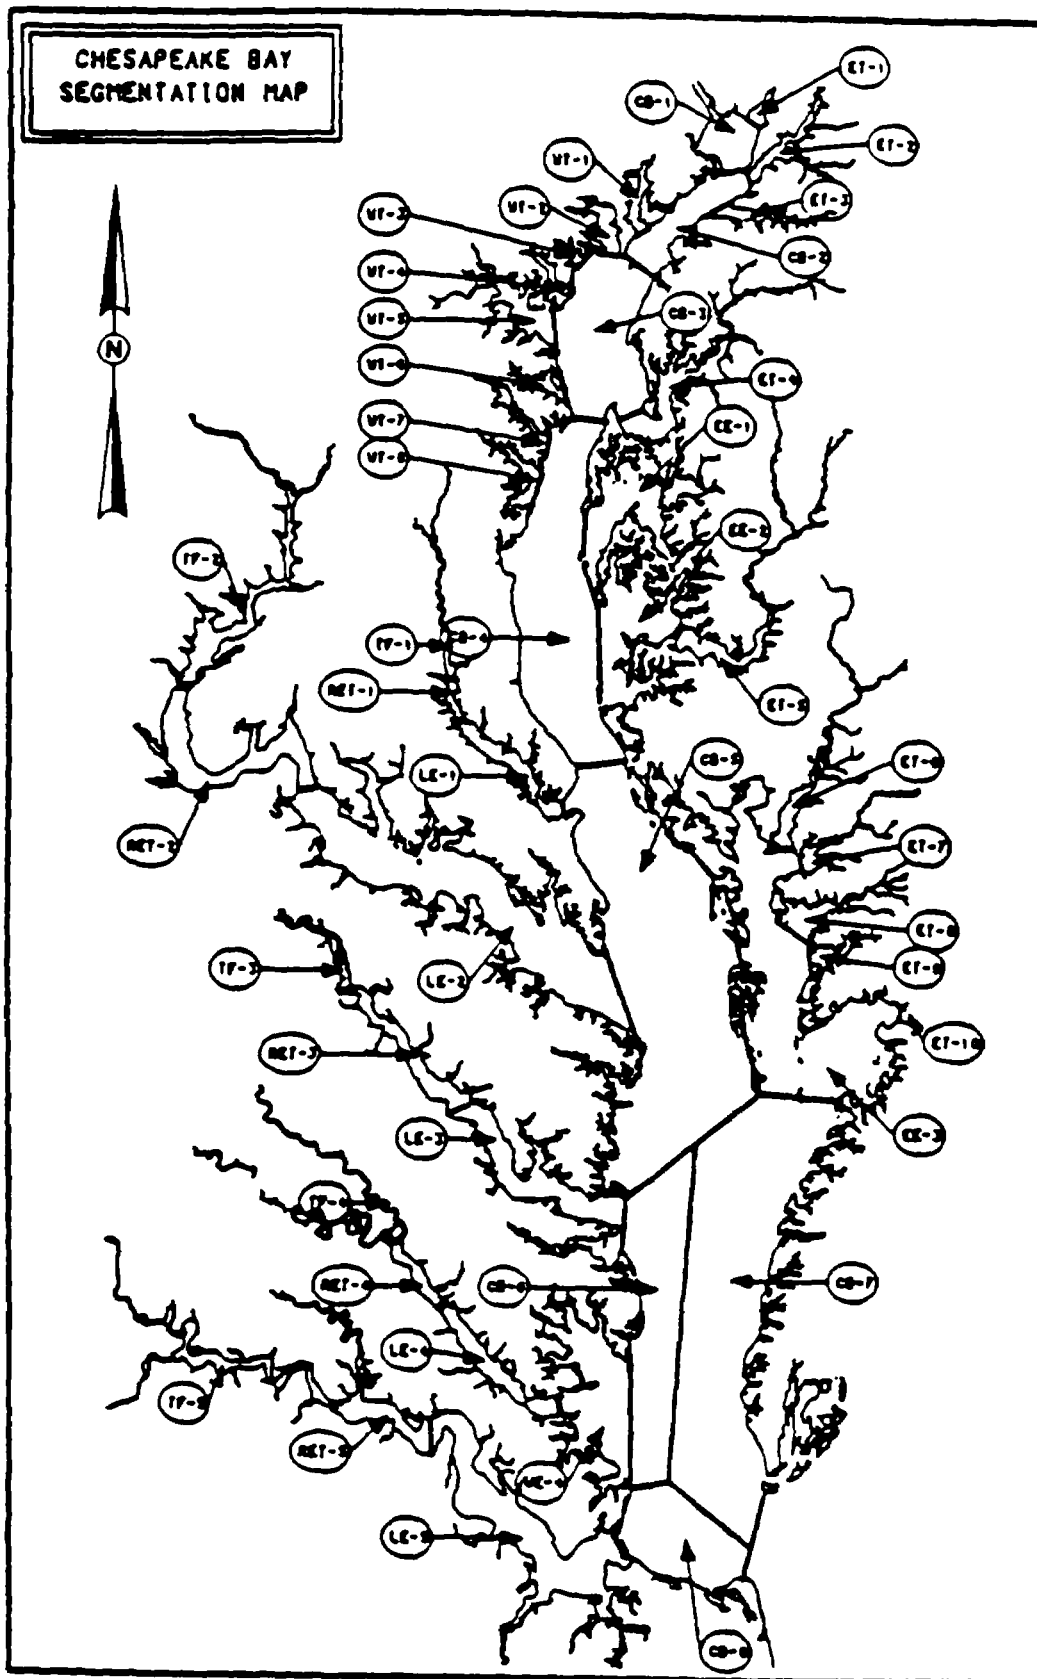 CHESAPEAKE BAY
SEGMENTATION MAP
ET-1
CB-1
ET-2
WT-1
ET-3
WT-2
WT-3
CB-2
WT-4
CB-3
WT-5
WT-6
ET-4
WT-7
EE-1
WT-8
N
EE-2
TF-2
TF-1
CB-4
RET-1
ET-5
CB-5
ET-6
LE-1
RET-2
ET-7
ET-8
TF-3
LE-2
ET-9
RET-3
ET-10
LE-3
EE-3
TF-4
RET-4
CB-6
CB-7
LE-4
TF-5
RET-5
WE-4
LE-5
CB-8